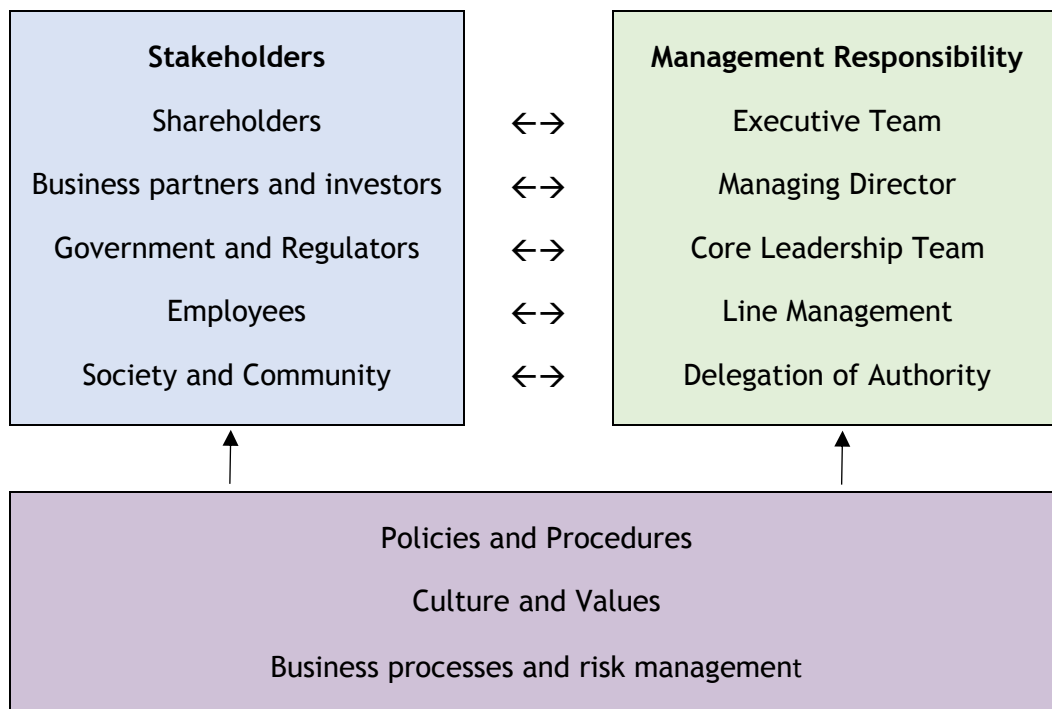 Stakeholders
Shareholders
Business partners and investors
Government and Regulators
Employees
Society and Community
←→
←→
←→
←→
←→
Management Responsibility
Executive Team
Managing Director
Core Leadership Team
Line Management
Delegation of Authority
Policies and Procedures
Culture and Values
Business processes and risk management